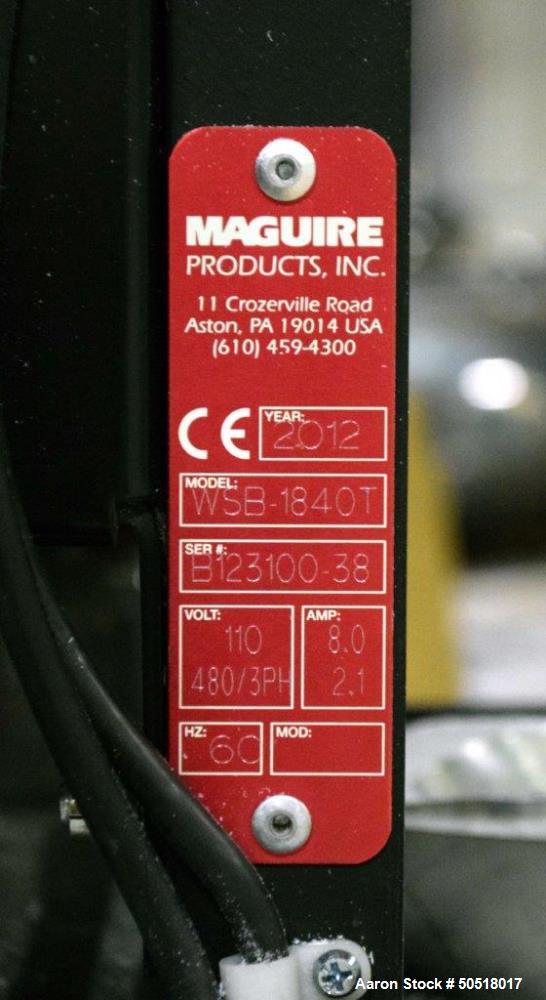 MAGUIRE
PRODUCTS, INC.
11 Crozerville Road
Aston, PA 19014 USA
(610) 459-4300
CE
YEAR:
2012
MODEL:
WSB-1840T
SER #:
B123100-38
VOLT:
110
480/3PH
AMP:
8.0
2.1
HZ:
60
MOD:
Aaron Stock # 50518017